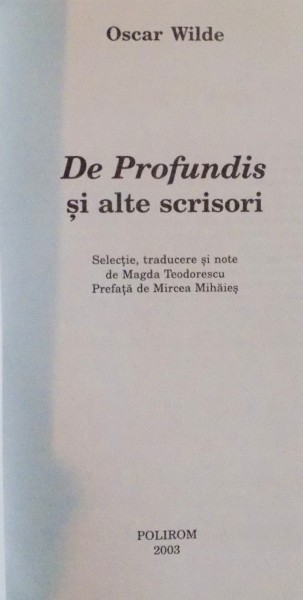 Oscar Wilde
De Profundis
și alte scrisori
Selecție, traducere și note
de Magda Teodorescu
Prefață de Mircea Mihăieș
POLIROM
2003